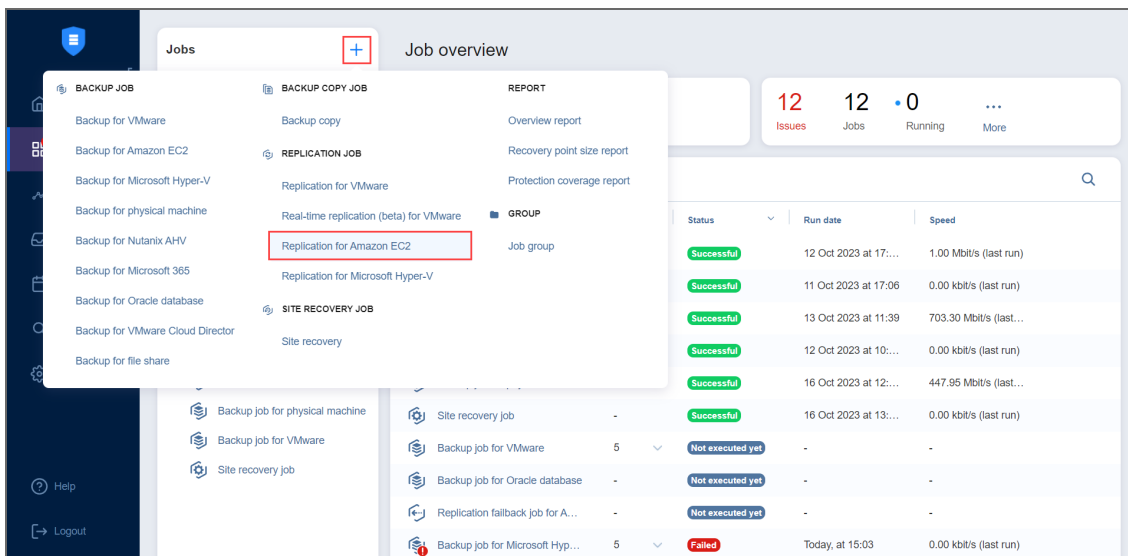 Jobs
Job overview
BACKUP JOB
Backup for VMware
Backup for Amazon EC2
Backup for Microsoft Hyper-V
Backup for physical machine
Backup for Nutanix AHV
Backup for Microsoft 365
Backup for Oracle database
Backup for VMware Cloud Director
Backup for file share
BACKUP COPY JOB
Backup copy
REPLICATION JOB
Replication for VMware
Real-time replication (beta) for VMware
Replication for Amazon EC2
Replication for Microsoft Hyper-V
SITE RECOVERY JOB
Site recovery
REPORT
Overview report
Recovery point size report
Protection coverage report
GROUP
Job group
12 12 0 ...
Issues Jobs Running More
Status Run date Speed
Successful 12 Oct 2023 at 17:... 1.00 Mbit/s (last run)
Successful 11 Oct 2023 at 17:06 0.00 kbit/s (last run)
Successful 13 Oct 2023 at 11:39 703.30 Mbit/s (last...
Successful 12 Oct 2023 at 10:... 0.00 kbit/s (last run)
Successful 16 Oct 2023 at 12:... 447.95 Mbit/s (last...
Site recovery job - Successful 16 Oct 2023 at 13:... 0.00 kbit/s (last run)
Backup job for VMware 5 Not executed yet - -
Backup job for Oracle database - Not executed yet - -
Replication failback job for A... - Not executed yet - -
Backup job for Microsoft Hyp... 5 Failed Today, at 15:03 0.00 kbit/s (last run)
Backup job for physical machine
Backup job for VMware
Site recovery job
Help
Logout